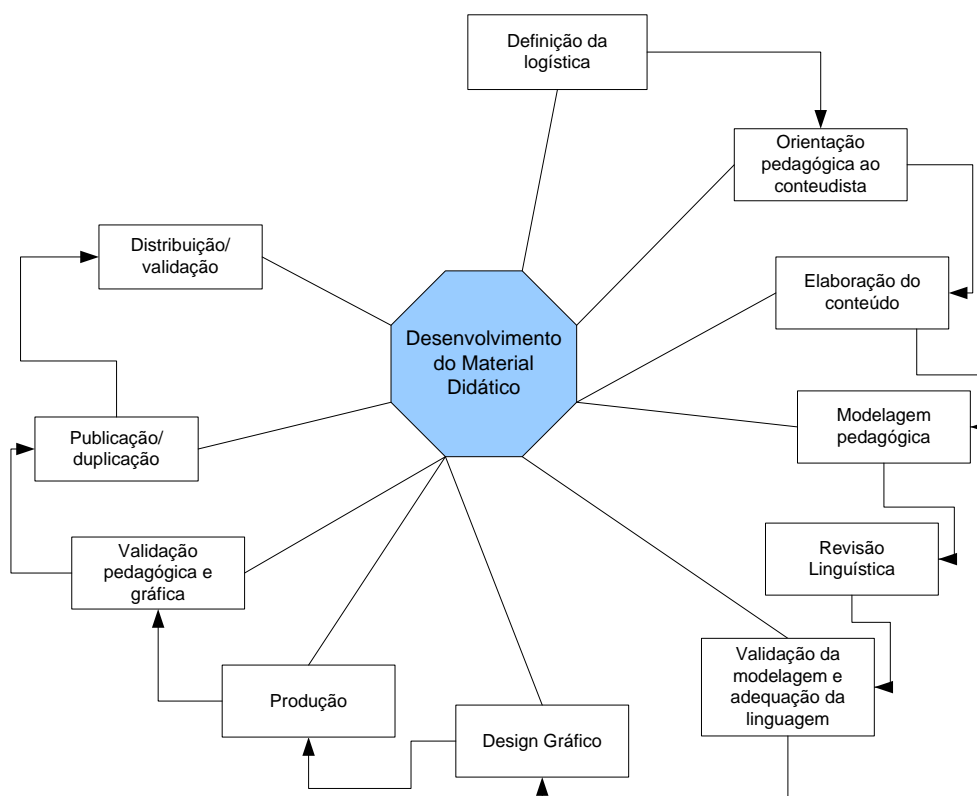 Definição da
logística
Orientação
pedagógica ao
conteudista
Elaboração do
conteúdo
Modelagem
pedagógica
Revisão
Linguística
Validação da
modelagem e
adequação da
linguagem
Design Gráfico
Produção
Validação
pedagógica e
gráfica
Publicação/
duplicação
Distribuição/
validação
Desenvolvimento
do Material
Didático